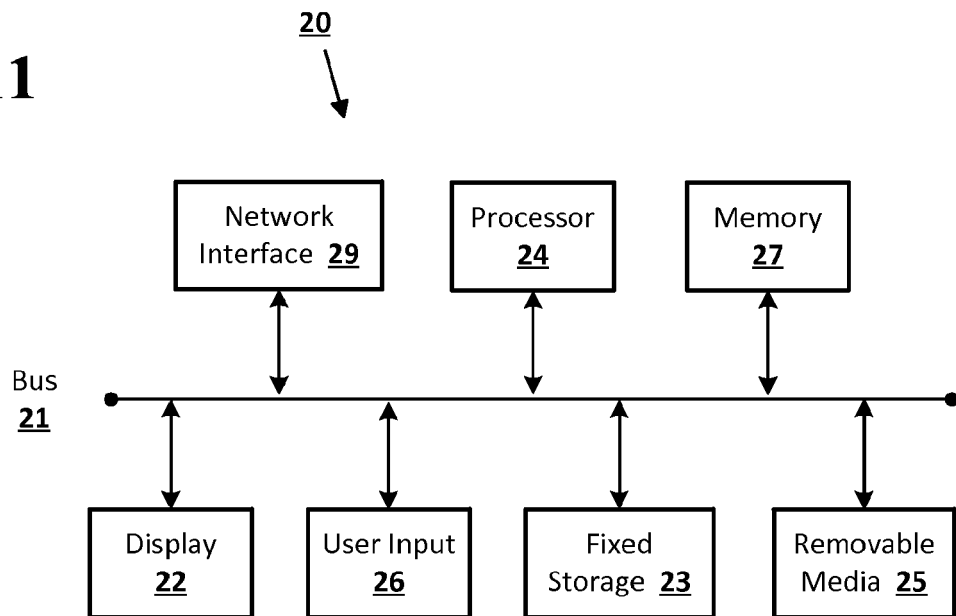 20
11
Network
Interface 29
Processor
24
Memory
27
Bus
21
Display
22
User Input
26
Fixed
Storage 23
Removable
Media 25